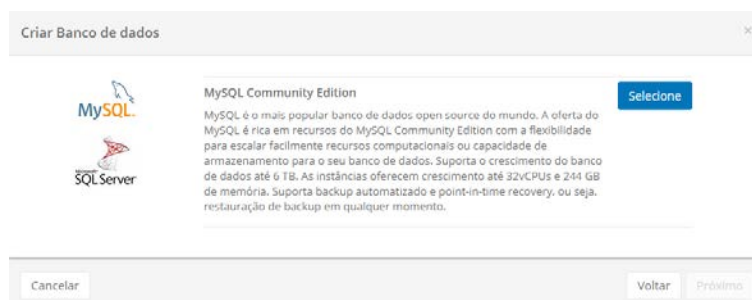 Criar Banco de dados
×
MySQL
Microsoft
SQL Server
MySQL Community Edition
Selecione
MySQL é o mais popular banco de dados open source do mundo. A oferta do
MySQL é rica em recursos do MySQL Community Edition com a flexibilidade
para escalar facilmente recursos computacionais ou capacidade de
armazenamento para o seu banco de dados. Suporta o crescimento do banco
de dados até 6 TB. As instâncias oferecem crescimento até 32vCPUs e 244 GB
de memória. Suporta backup automatizado e point-in-time recovery, ou seja,
restauração de backup em qualquer momento.
Cancelar
Voltar
Próximo